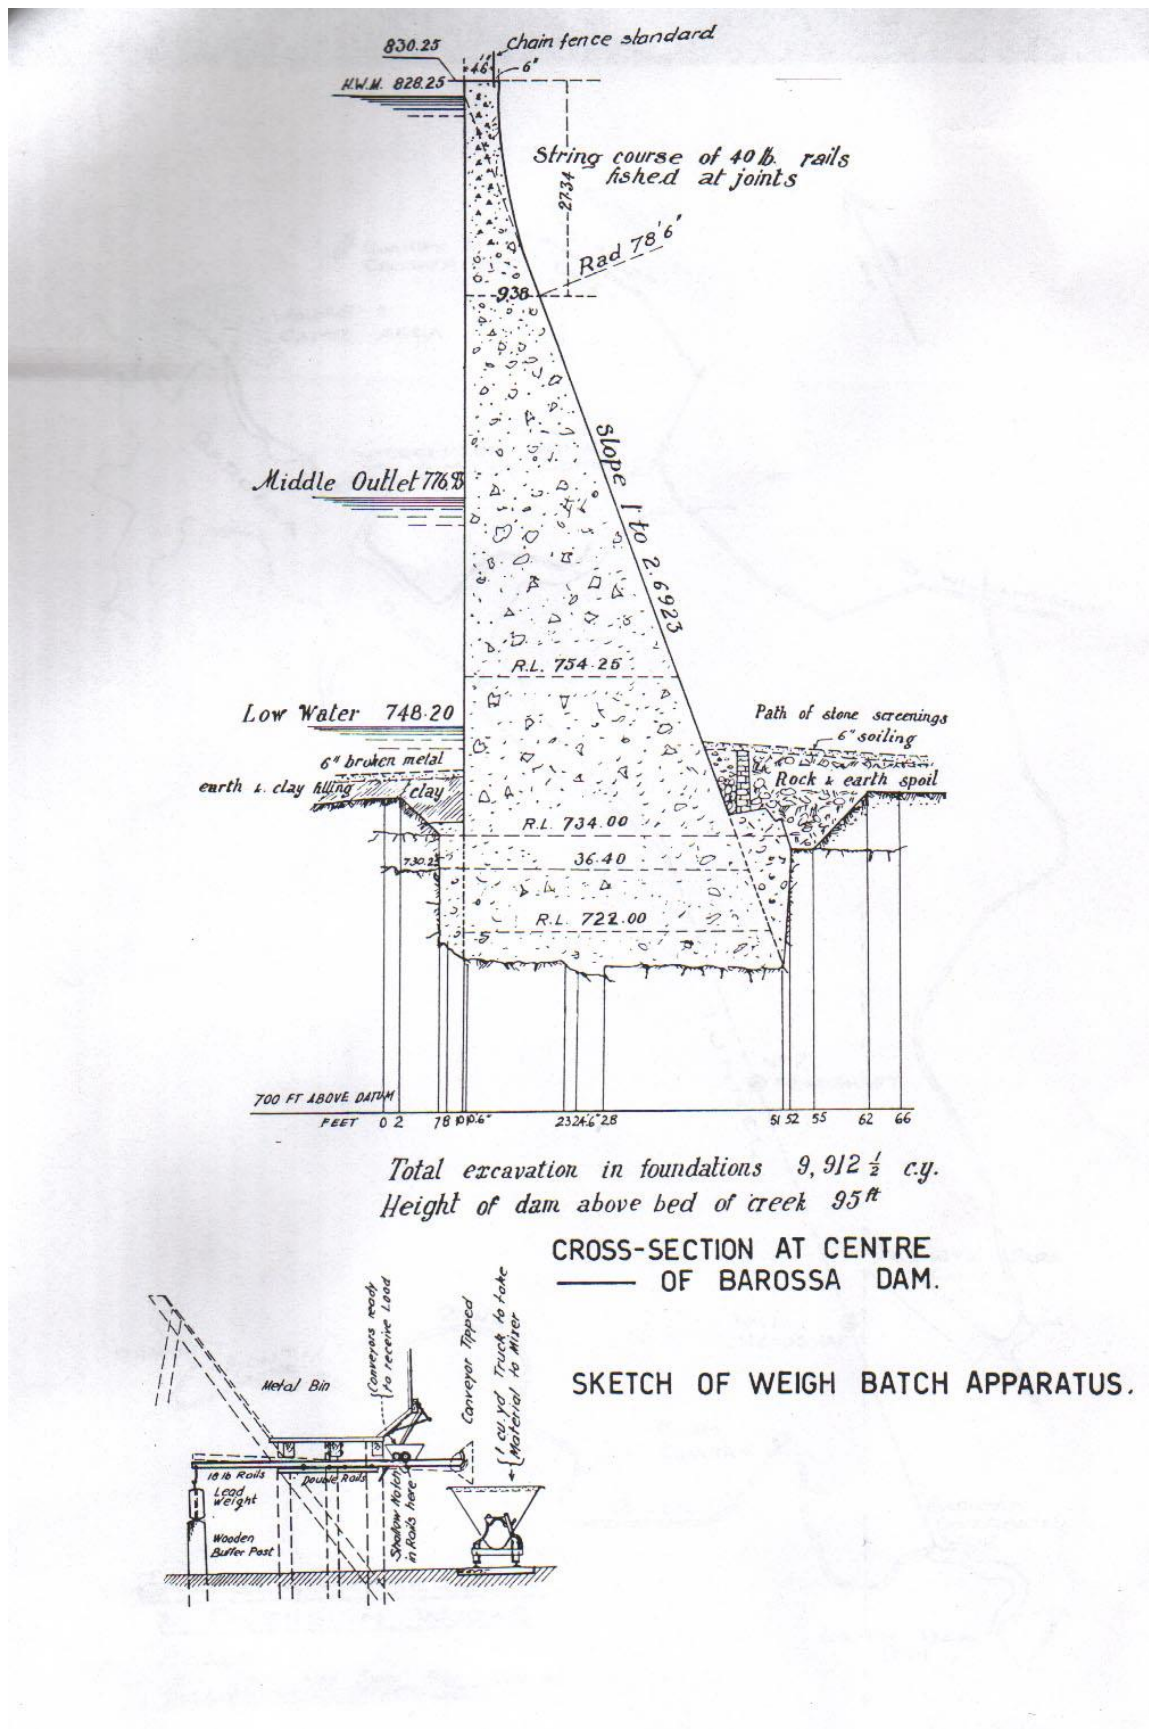 830.25
Chain fence standard
4'6"
6"
H.W.M. 828.25
String course of 40 lb. rails
fished at joints
27.34
Rad 78'6"
9.38
Slope 1 to 2.6923
Middle Outlet 776.95
R.L. 754.25
Low Water 748.20
Path of stone screenings
6" soiling
6" broken metal
earth & clay filling
clay
Rock & earth spoil
R.L. 734.00
730.25
36.40
R.L. 722.00
700 FT ABOVE DATUM
FEET 0 2 7 8 10 10.6" 23 24.6" 28 51 52 55 62 66
Total excavation in foundations 9,912 ½ c.y.
Height of dam above bed of creek 95 ft
CROSS-SECTION AT CENTRE
OF BAROSSA DAM.
Conveyors ready
to receive Load
Conveyor Tipped
1 cu. yd Truck to take
Material to Mixer
Metal Bin
SKETCH OF WEIGH BATCH APPARATUS.
18 lb Rails
Double Rails
Lead
Weight
Shallow Notch
in Rails here
Wooden
Buffer Post